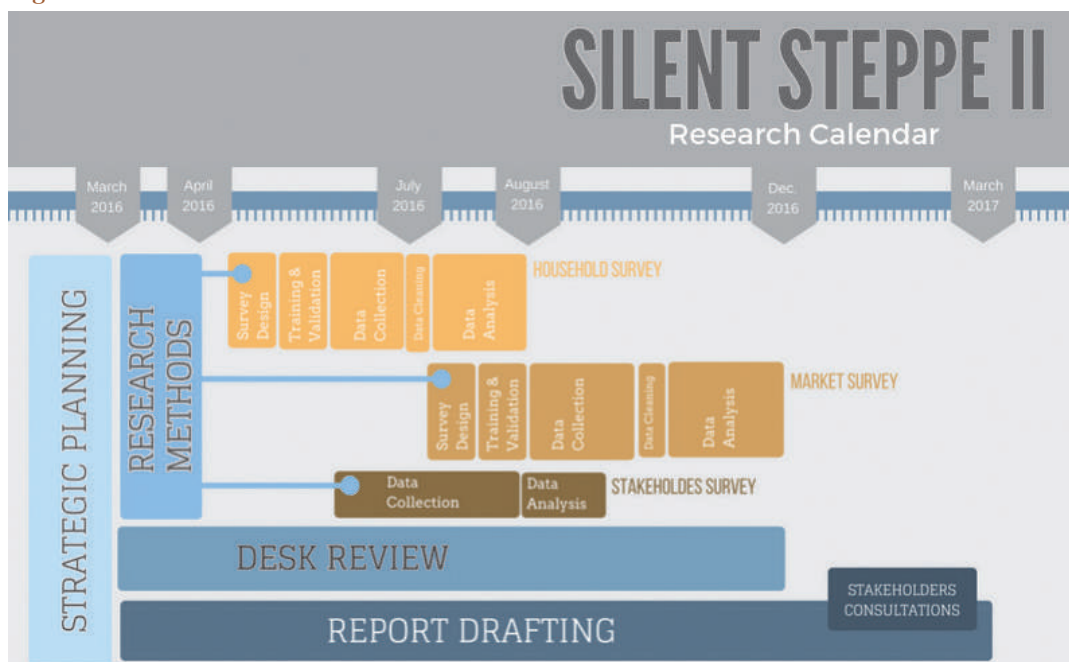 SILENT STEPPE II
Research Calendar
March
2016
April
2016
July
2016
August
2016
Dec.
2016
March
2017
STRATEGIC PLANNING
RESEARCH
METHODS
Survey
Design
Training &
Validation
Data
Collection
Data Cleaning
Data
Analysis
HOUSEHOLD SURVEY
Survey
Design
Training &
Validation
Data
Collection
Data Cleaning
Data
Analysis
MARKET SURVEY
Data
Collection
Data
Analysis
STAKEHOLDES SURVEY
DESK REVIEW
STAKEHOLDERS
CONSULTATIONS
REPORT DRAFTING